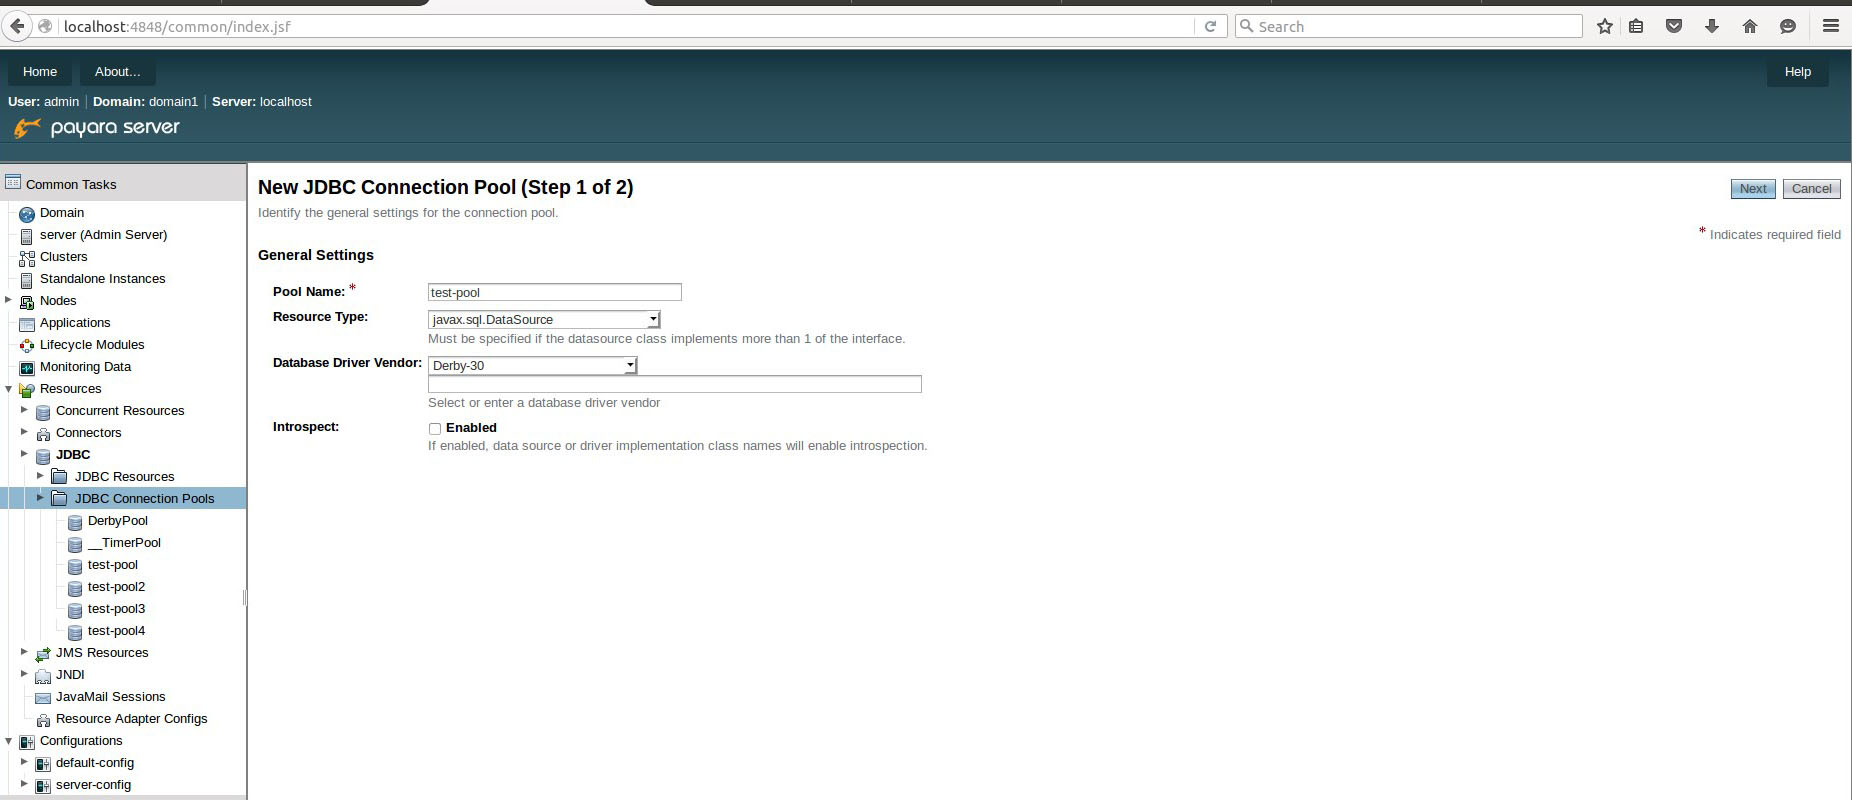 localhost:4848/common/index.jsf
Search
Home About...
Help
User: admin Domain: domain1 Server: localhost
payara server
Common Tasks
Domain
server (Admin Server)
Clusters
Standalone Instances
Nodes
Applications
Lifecycle Modules
Monitoring Data
Resources
Concurrent Resources
Connectors
JDBC
JDBC Resources
JDBC Connection Pools
DerbyPool
__TimerPool
test-pool
test-pool2
test-pool3
test-pool4
JMS Resources
JNDI
JavaMail Sessions
Resource Adapter Configs
Configurations
default-config
server-config
New JDBC Connection Pool (Step 1 of 2)
Next Cancel
Identify the general settings for the connection pool.
* Indicates required field
General Settings
Pool Name: * test-pool
Resource Type: javax.sql.DataSource
Must be specified if the datasource class implements more than 1 of the interface.
Database Driver Vendor: Derby-30
Select or enter a database driver vendor
Introspect: Enabled
If enabled, data source or driver implementation class names will enable introspection.